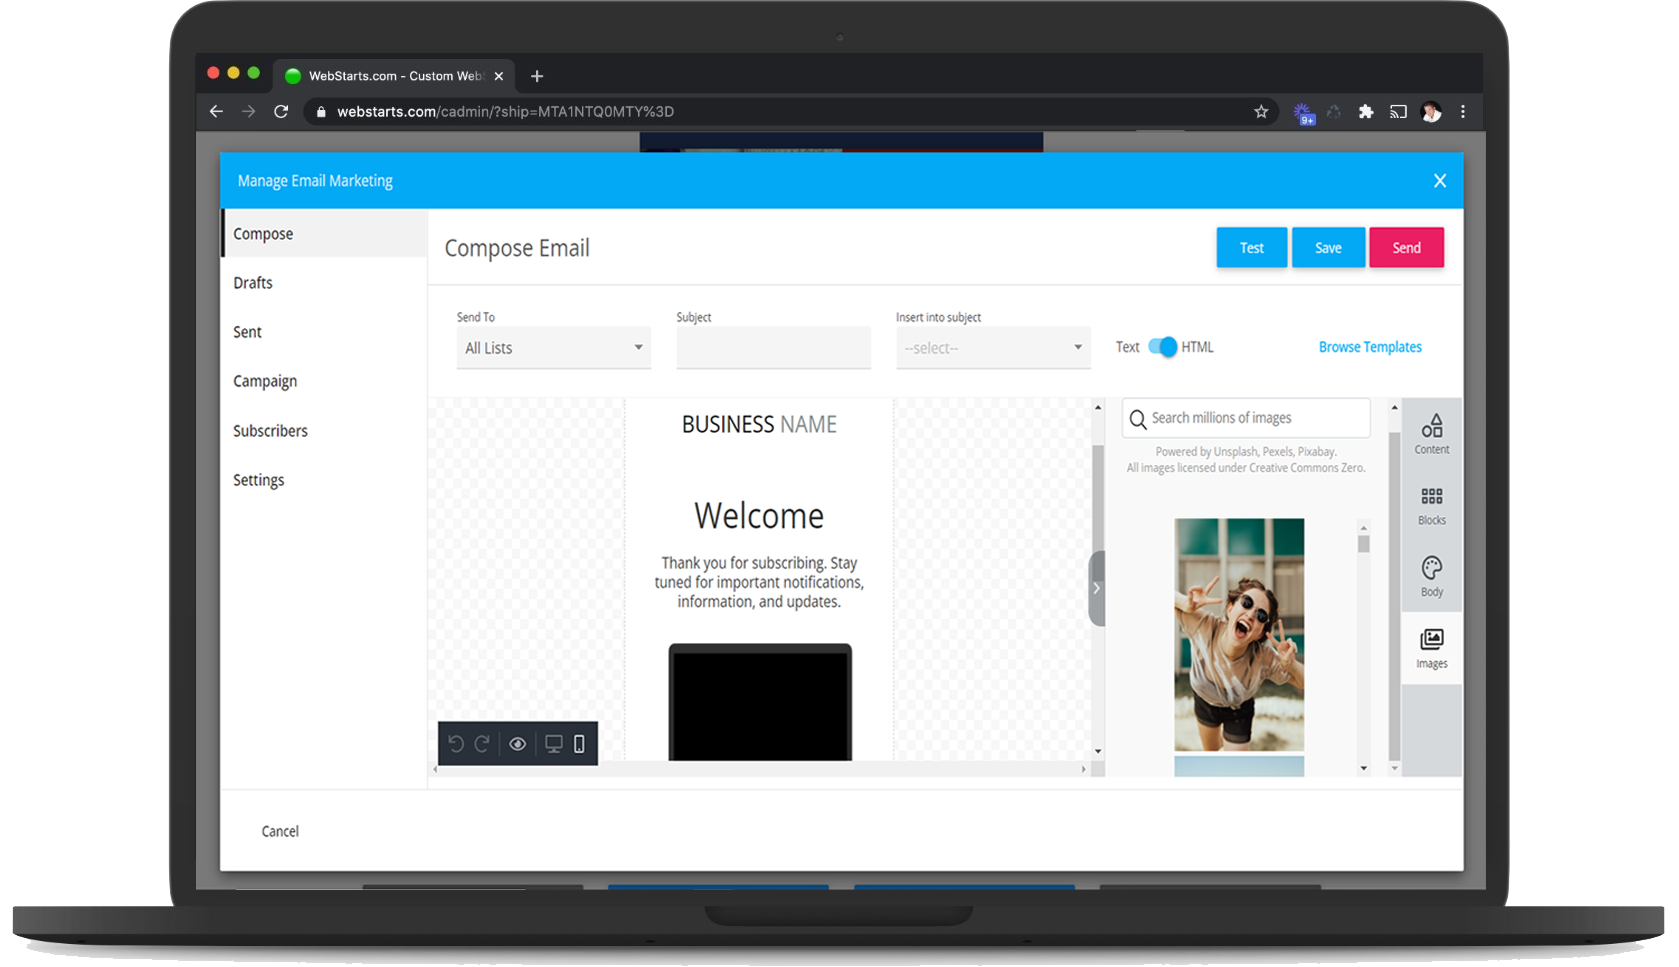 WebStarts.com - Custom Web
webstarts.com/cadmin/?ship=MTA1NTQ0MTY%3D
9+
Manage Email Marketing
Compose
Drafts
Sent
Campaign
Subscribers
Settings
Compose Email
Test
Save
Send
Send To
All Lists
Subject
Insert into subject
--select--
Text
HTML
Browse Templates
BUSINESS NAME
Welcome
Thank you for subscribing. Stay
tuned for important notifications,
information, and updates.
Search millions of images
Powered by Unsplash, Pexels, Pixabay.
All images licensed under Creative Commons Zero.
Content
Blocks
Body
Images
Cancel